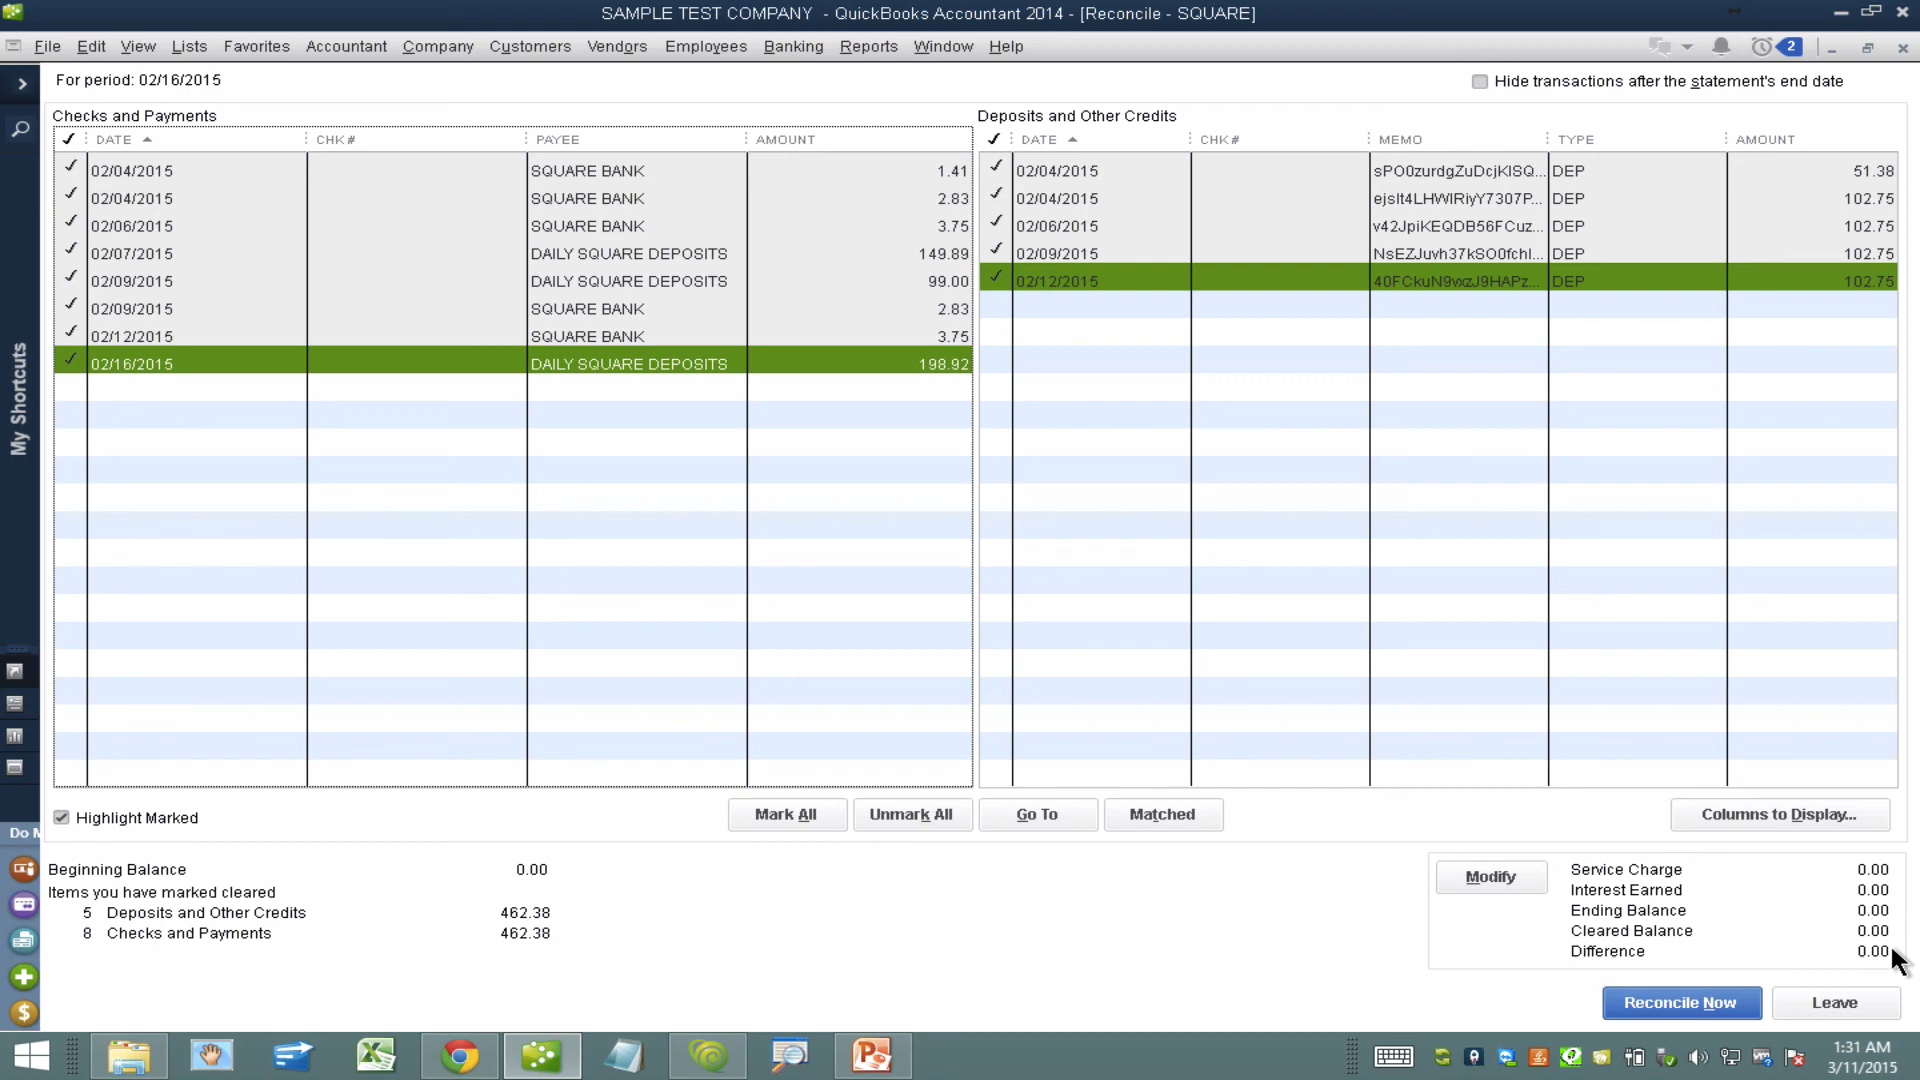 SAMPLE TEST COMPANY - QuickBooks Accountant 2014 - [Reconcile - SQUARE]
File Edit View Lists Favorites Accountant Company Customers Vendors Employees Banking Reports Window Help 2
For period: 02/16/2015
Hide transactions after the statement's end date
Checks and Payments
DATE CHK # PAYEE AMOUNT
02/04/2015 SQUARE BANK 1.41
02/04/2015 SQUARE BANK 2.83
02/06/2015 SQUARE BANK 3.75
02/07/2015 DAILY SQUARE DEPOSITS 149.89
02/09/2015 DAILY SQUARE DEPOSITS 99.00
02/09/2015 SQUARE BANK 2.83
02/12/2015 SQUARE BANK 3.75
02/16/2015 DAILY SQUARE DEPOSITS 198.92
Deposits and Other Credits
DATE CHK # MEMO TYPE AMOUNT
02/04/2015 sPO0zurdgZuDcjKISQ... DEP 51.38
02/04/2015 ejsIt4LHWIRiyY7307P... DEP 102.75
02/06/2015 v42JpiKEQDB56FCuz... DEP 102.75
02/09/2015 NsEZJuvh37kSO0fchI... DEP 102.75
02/12/2015 40FCkuN9vxzJ9HAPz... DEP 102.75
My Shortcuts
Do M
Highlight Marked
Mark All Unmark All Go To Matched Columns to Display...
Beginning Balance 0.00
Items you have marked cleared
5 Deposits and Other Credits 462.38
8 Checks and Payments 462.38
Modify
Service Charge 0.00
Interest Earned 0.00
Ending Balance 0.00
Cleared Balance 0.00
Difference 0.00
Reconcile Now Leave
1:31 AM
3/11/2015